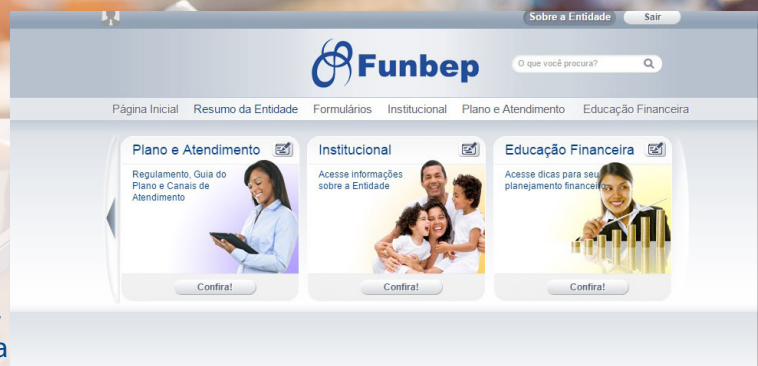 Sobre a Entidade Sair
Funbep
O que você procura?
Página Inicial Resumo da Entidade Formulários Institucional Plano e Atendimento Educação Financeira
Plano e Atendimento
Regulamento, Guia do
Plano e Canais de
Atendimento
Confira!
Institucional
Acesse informações
sobre a Entidade
Confira!
Educação Financeira
Acesse dicas para seu
planejamento financeiro
Confira!
a